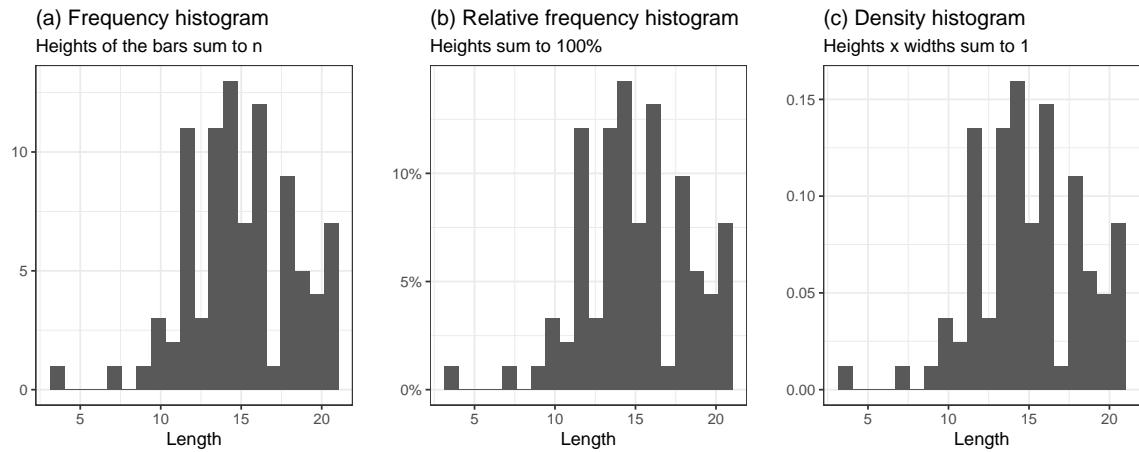 (a) Frequency histogram
Heights of the bars sum to n
10
5
0
5 10 15 20
Length
(b) Relative frequency histogram
Heights sum to 100%
10%
5%
0%
5 10 15 20
Length
(c) Density histogram
Heights x widths sum to 1
0.15
0.10
0.05
0.00
5 10 15 20
Length